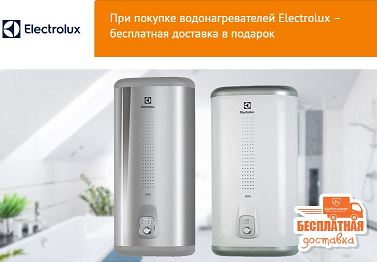 Electrolux
При покупке водонагревателей Electrolux –
бесплатная доставка в подарок
Electrolux
Electrolux
БЕСПЛАТНАЯ
доставка